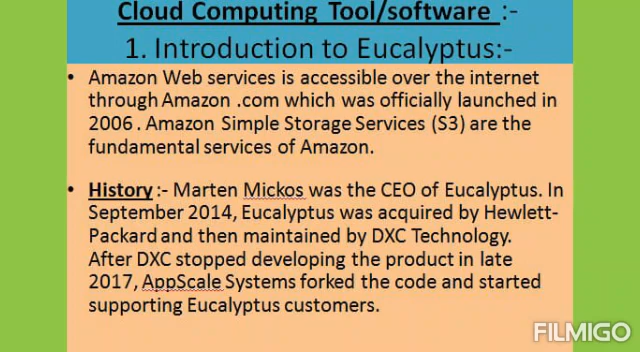 Cloud Computing Tool/software :-
1. Introduction to Eucalyptus:-
• Amazon Web services is accessible over the internet
through Amazon .com which was officially launched in
2006 . Amazon Simple Storage Services (S3) are the
fundamental services of Amazon.
• History :- Marten Mickos was the CEO of Eucalyptus. In
September 2014, Eucalyptus was acquired by Hewlett-
Packard and then maintained by DXC Technology.
After DXC stopped developing the product in late
2017, AppScale Systems forked the code and started
supporting Eucalyptus customers.
FILMIGO